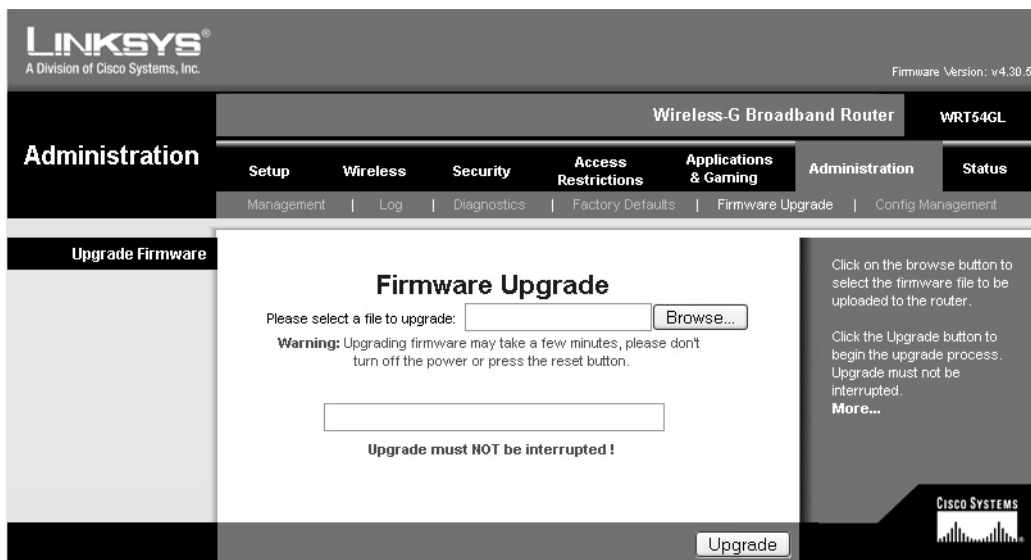 LINKSYS®
A Division of Cisco Systems, Inc.
Firmware Version: v4.30.5
Wireless-G Broadband Router
WRT54GL
Administration
Setup
Wireless
Security
Access
Restrictions
Applications
& Gaming
Administration
Status
Management | Log | Diagnostics | Factory Defaults | Firmware Upgrade | Config Management
Upgrade Firmware
Firmware Upgrade
Please select a file to upgrade:
Browse...
Warning: Upgrading firmware may take a few minutes, please don't
turn off the power or press the reset button.
Upgrade must NOT be interrupted !
Click on the browse button to
select the firmware file to be
uploaded to the router.
Click the Upgrade button to
begin the upgrade process.
Upgrade must not be
interrupted.
More...
Upgrade
CISCO SYSTEMS